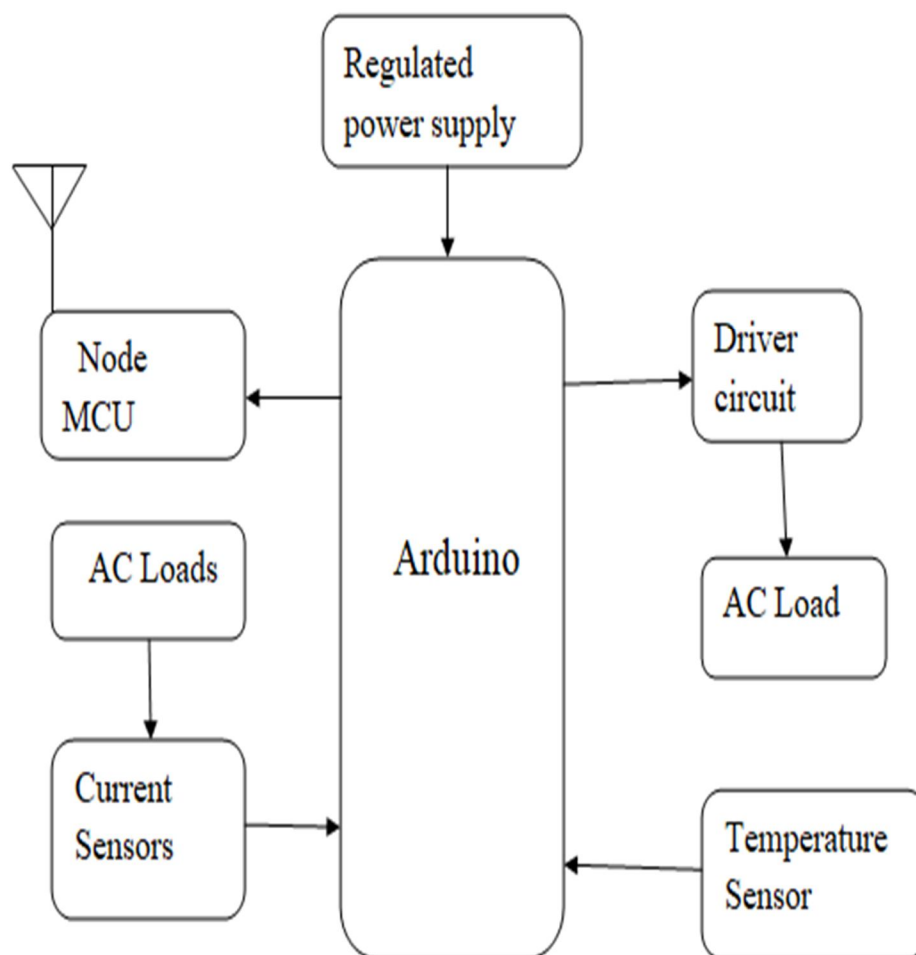 Regulated
power supply
Node
MCU
Driver
circuit
AC Loads
Arduino
AC Load
Current
Sensors
Temperature
Sensor